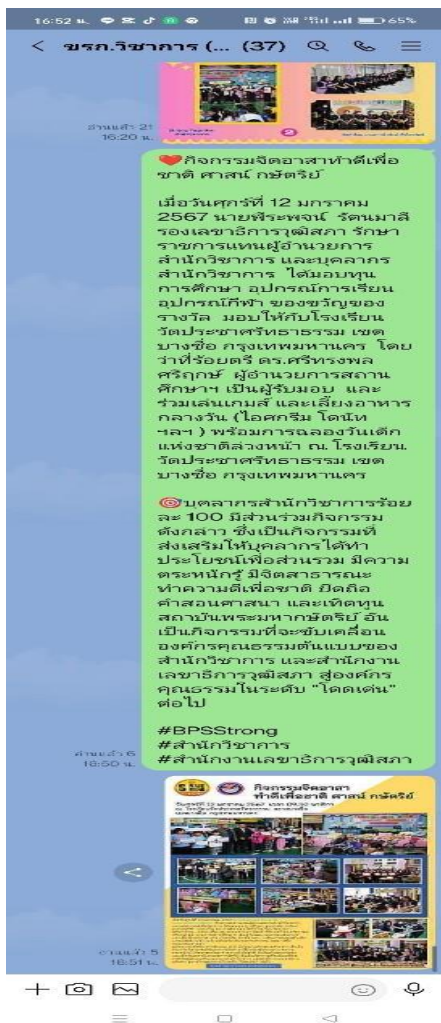 16:52 น.
65%
ขรก.วิชาการ (... (37)
อ่านแล้ว 21
16:20 น.
❤️กิจกรรมจิตอาสาทำดีเพื่อ
ชาติ ศาสน์ กษัตริย์
เมื่อวันศุกร์ที่ 12 มกราคม
2567 นายพีระพจน์ รัตนมาลี
รองเลขาธิการวุฒิสภา รักษา
ราชการแทนผู้อำนวยการ
สำนักวิชาการ และบุคลากร
สำนักวิชาการ ได้มอบทุน
การศึกษา อุปกรณ์การเรียน
อุปกรณ์กีฬา ของขวัญของ
รางวัล มอบให้กับโรงเรียน
วัดประชาศรัทธาธรรม เขต
บางซื่อ กรุงเทพมหานคร โดย
ว่าที่ร้อยตรี ดร.ศรีทรงพล
ศรีฤกษ์ ผู้อำนวยการสถาน
ศึกษาฯ เป็นผู้รับมอบ และ
ร่วมเล่นเกมส์ และเลี้ยงอาหาร
กลางวัน (ไอศกรีม โดนัท
ฯลฯ ) พร้อมการฉลองวันเด็ก
แห่งชาติล่วงหน้า ณ โรงเรียน
วัดประชาศรัทธาธรรม เขต
บางซื่อ กรุงเทพมหานคร
🎯บุคลากรสำนักวิชาการร้อย
ละ 100 มีส่วนร่วมกิจกรรม
ดังกล่าว ซึ่งเป็นกิจกรรมที่
ส่งเสริมให้บุคลากรได้ทำ
ประโยชน์เพื่อส่วนรวม มีความ
ตระหนักรู้ มีจิตสาธารณะ
ทำความดีเพื่อชาติ ยึดถือ
คำสอนศาสนา และเทิดทูน
สถาบันพระมหากษัตริย์ อัน
เป็นกิจกรรมที่จะขับเคลื่อน
องค์กรคุณธรรมต้นแบบของ
สำนักวิชาการ และสำนักงาน
เลขาธิการวุฒิสภา สู่องค์กร
คุณธรรมในระดับ "โดดเด่น"
ต่อไป
#BPSStrong
#สำนักวิชาการ
#สำนักงานเลขาธิการวุฒิสภา
อ่านแล้ว 6
16:50 น.
กิจกรรมจิตอาสา
ทำดีเพื่อชาติ ศาสน์ กษัตริย์
อ่านแล้ว 5
16:51 น.